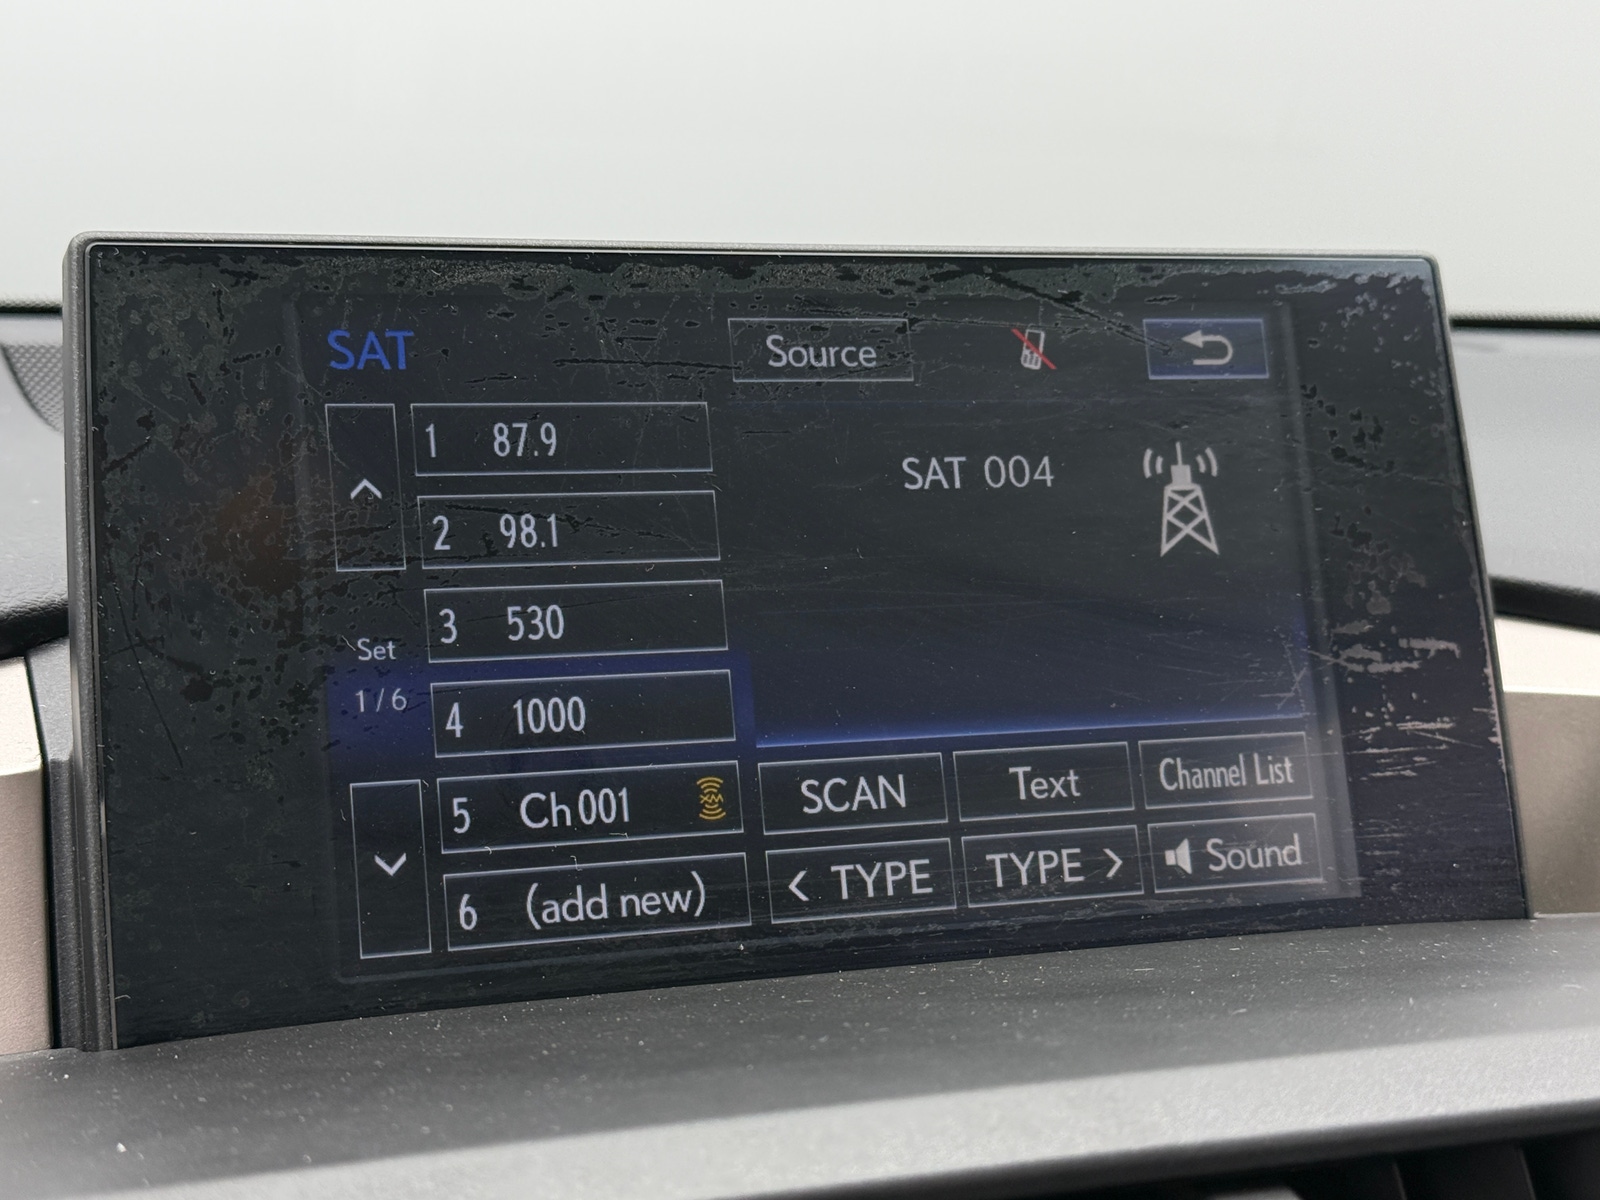 SAT
Source
1 87.9
2 98.1
3 530
4 1000
5 Ch 001 XM
6 (add new)
Set
1 / 6
SAT 004
SCAN
Text
Channel List
< TYPE
TYPE >
Sound